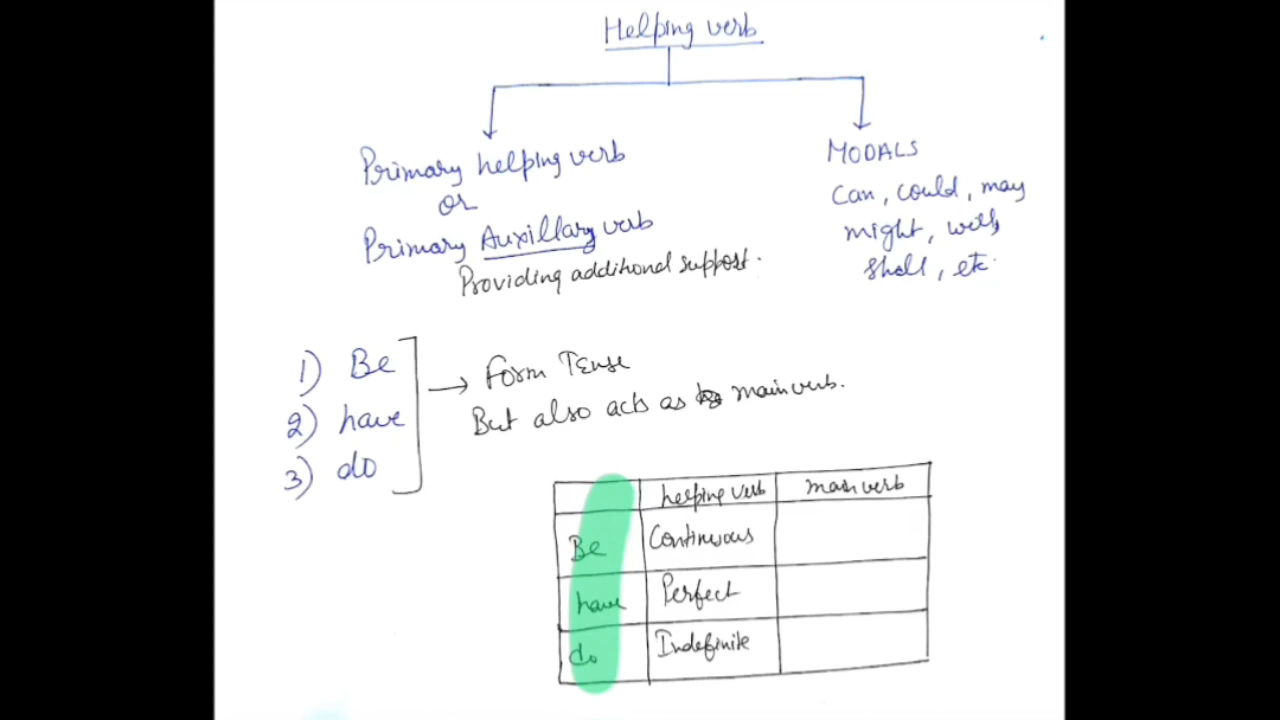 Helping verb
Primary helping verb
or
Primary Auxillary verb
Providing additional support.
MODALS
Can, could, may
might, will,
shall, etc.
1) Be
2) have
3) do
→ Form Tense
But also acts as main verb.
helping verb main verb
Be Continuous
have Perfect
do Indefinite